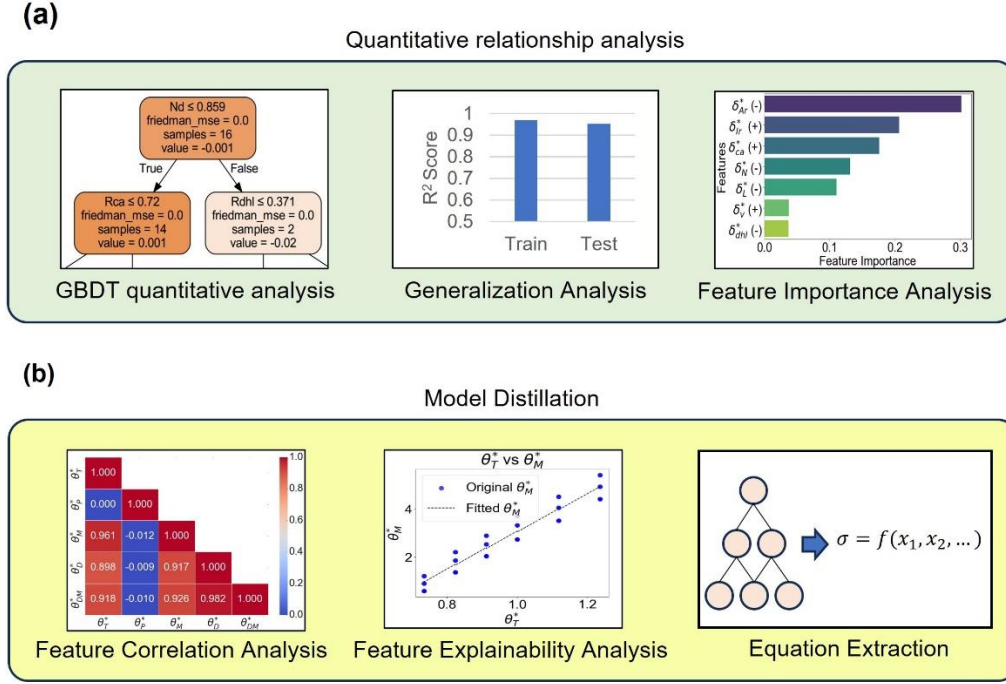 (a)
Quantitative relationship analysis
Nd ≤ 0.859
friedman_mse = 0.0
samples = 16
value = -0.001
True
False
Rca ≤ 0.72
friedman_mse = 0.0
samples = 14
value = 0.001
Rdhl ≤ 0.371
friedman_mse = 0.0
samples = 2
value = -0.02
GBDT quantitative analysis
R² Score
1
0.9
0.8
0.7
0.6
0.5
Train Test
Generalization Analysis
Features
δ*Ar (-)
δ*lr (+)
δ*ca (+)
δ*N (-)
δ*L (-)
δ*v (+)
δ*dhl (-)
0.0 0.1 0.2 0.3
Feature Importance
Feature Importance Analysis
(b)
Model Distillation
θ*T 1.000
θ*P 0.000 1.000
θ*M 0.961 -0.012 1.000
θ*D 0.898 -0.009 0.917 1.000
θ*DM 0.918 -0.010 0.926 0.982 1.000
θ*T θ*P θ*M θ*D θ*DM
1.0
0.8
0.6
0.4
0.2
0.0
Feature Correlation Analysis
θ*T vs θ*M
Original θ*M
Fitted θ*M
θ*M
4
2
0.8 1.0 1.2
θ*T
Feature Explainability Analysis
σ = f(x₁, x₂, …)
Equation Extraction